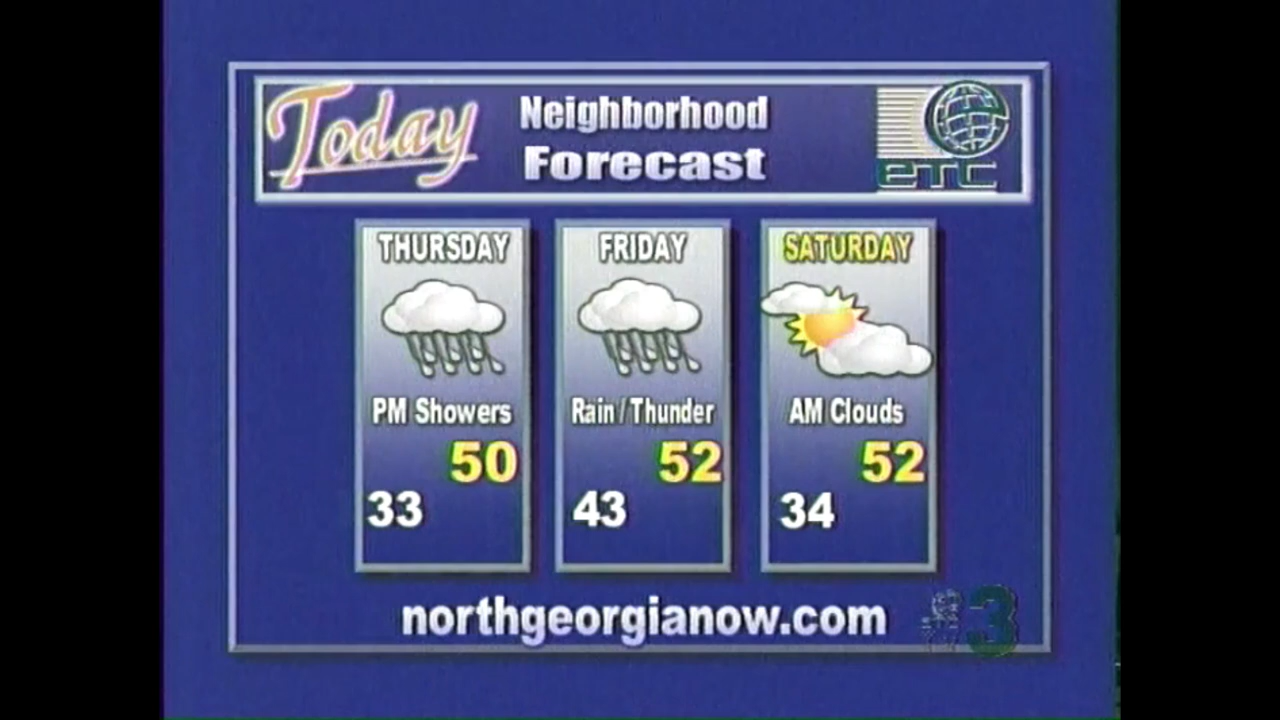 Today
Neighborhood
Forecast
eTC
THURSDAY
PM Showers
50
33
FRIDAY
Rain / Thunder
52
43
SATURDAY
AM Clouds
52
34
northgeorgianow.com
3